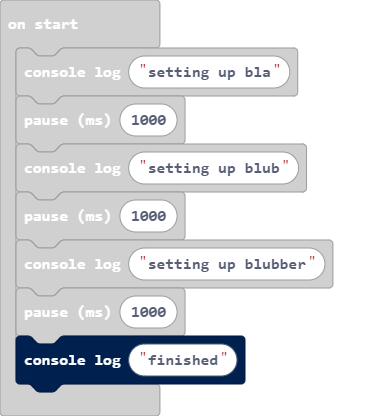 on start
console log "setting up bla"
pause (ms) 1000
console log "setting up blub"
pause (ms) 1000
console log "setting up blubber"
pause (ms) 1000
console log "finished"